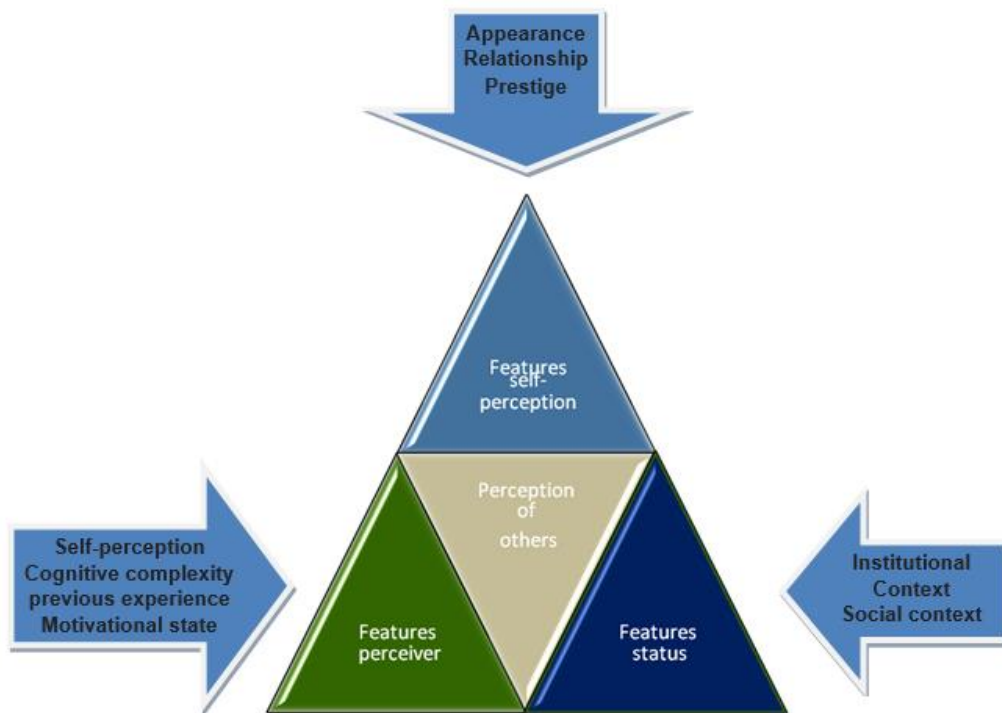 Appearance
Relationship
Prestige
Features
self-
perception
Perception
of
others
Self-perception
Cognitive complexity
previous experience
Motivational state
Institutional
Context
Social context
Features
perceiver
Features
status